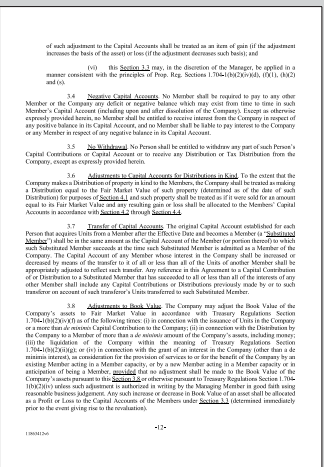 of such adjustment to the Capital Accounts shall be treated as an item of gain (if the adjustment
increases the basis of the asset) or loss (if the adjustment decreases such basis); and
(vi) this Section 3.3 may, in the discretion of the Manager, be applied in a
manner consistent with the principles of Prop. Reg. Sections 1.704-1(b)(2)(iv)(d), (f)(1), (h)(2)
and (s).
3.4 Negative Capital Accounts. No Member shall be required to pay to any other
Member or the Company any deficit or negative balance which may exist from time to time in such
Member's Capital Account (including upon and after dissolution of the Company). Except as otherwise
expressly provided herein, no Member shall be entitled to receive interest from the Company in respect of
any positive balance in its Capital Account, and no Member shall be liable to pay interest to the Company
or any Member in respect of any negative balance in its Capital Account.
3.5 No Withdrawal. No Person shall be entitled to withdraw any part of such Person's
Capital Contributions or Capital Account or to receive any Distribution or Tax Distribution from the
Company, except as expressly provided herein.
3.6 Adjustments to Capital Accounts for Distributions in Kind. To the extent that the
Company makes a Distribution of property in kind to the Members, the Company shall be treated as making
a Distribution equal to the Fair Market Value of such property (determined as of the date of such
Distribution) for purposes of Section 4.1 and such property shall be treated as if it were sold for an amount
equal to its Fair Market Value and any resulting gain or loss shall be allocated to the Members' Capital
Accounts in accordance with Section 4.2 through Section 4.4.
3.7 Transfer of Capital Accounts. The original Capital Account established for each
Person that acquires Units from a Member after the Effective Date and becomes a Member (a "Substituted
Member") shall be in the same amount as the Capital Account of the Member (or portion thereof) to which
such Substituted Member succeeds at the time such Substituted Member is admitted as a Member of the
Company. The Capital Account of any Member whose interest in the Company shall be increased or
decreased by means of the transfer to it of all or less than all of the Units of another Member shall be
appropriately adjusted to reflect such transfer. Any reference in this Agreement to a Capital Contribution
of or Distribution to a Substituted Member that has succeeded to all or less than all of the interests of any
other Member shall include any Capital Contributions or Distributions previously made by or to such
transferor on account of such transferor's Units transferred to such Substituted Member.
3.8 Adjustments to Book Value. The Company may adjust the Book Value of the
Company's assets to Fair Market Value in accordance with Treasury Regulations Section
1.704-1(b)(2)(iv)(f) as of the following times: (i) in connection with the issuance of Units in the Company
or a more than de minimis Capital Contribution to the Company; (ii) in connection with the Distribution by
the Company to a Member of more than a de minimis amount of the Company's assets, including money;
(iii) the liquidation of the Company within the meaning of Treasury Regulations Section
1.704-1(b)(2)(ii)(g); or (iv) in connection with the grant of an interest in the Company (other than a de
minimis interest), as consideration for the provision of services to or for the benefit of the Company by an
existing Member acting in a Member capacity, or by a new Member acting in a Member capacity or in
anticipation of being a Member, provided that no adjustment shall be made to the Book Value of the
Company's assets pursuant to this Section 3.8 or otherwise pursuant to Treasury Regulations Section 1.704-
1(b)(2)(iv) unless such adjustment is authorized in writing by the Managing Member in good faith using
reasonable business judgement. Any such increase or decrease in Book Value of an asset shall be allocated
as a Profit or Loss to the Capital Accounts of the Members under Section 3.3 (determined immediately
prior to the event giving rise to the revaluation).
-12-